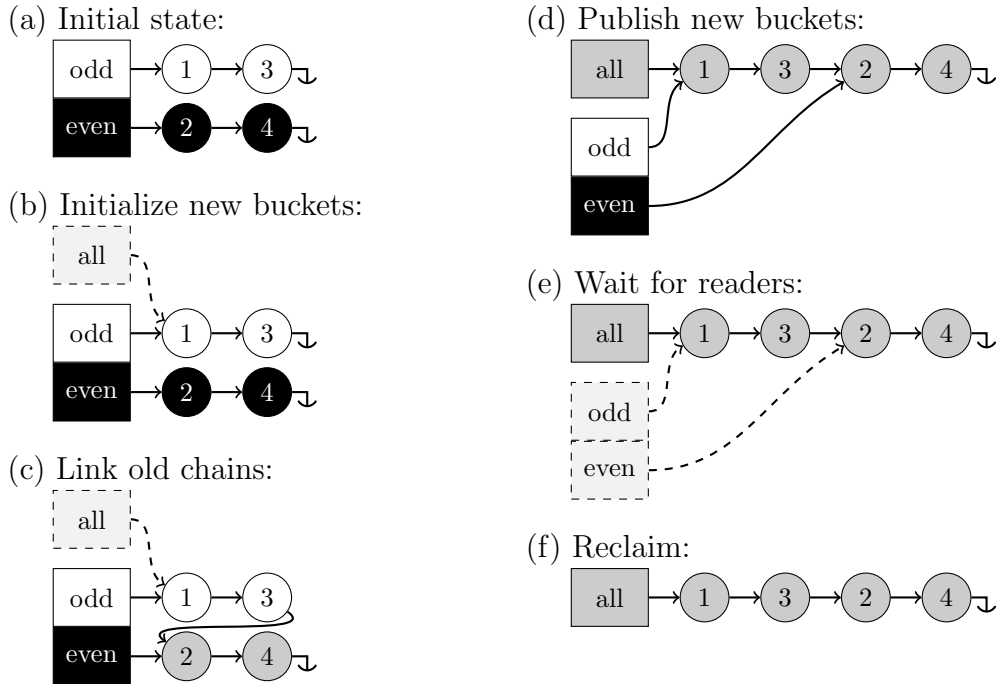 (a) Initial state:
odd 1 3
even 2 4
(b) Initialize new buckets:
all
odd 1 3
even 2 4
(c) Link old chains:
all
odd 1 3
even 2 4
(d) Publish new buckets:
all 1 3 2 4
odd
even
(e) Wait for readers:
all 1 3 2 4
odd
even
(f) Reclaim:
all 1 3 2 4